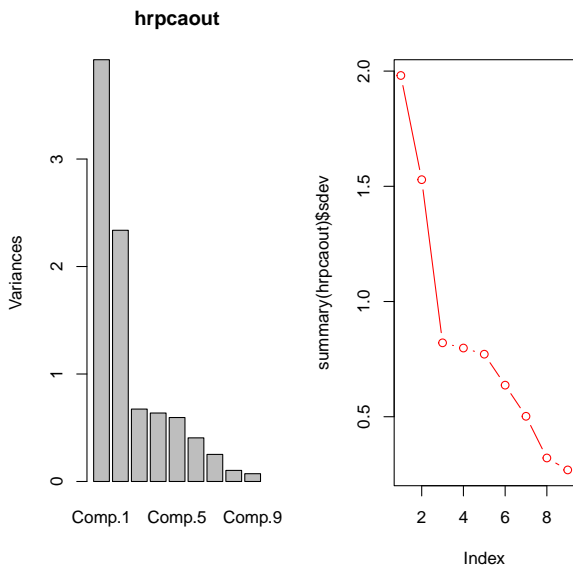 hrpcaout
Variances
0
1
2
3
Comp.1
Comp.5
Comp.9
summary(hrpcaout)$sdev
0.5
1.0
1.5
2.0
2
4
6
8
Index